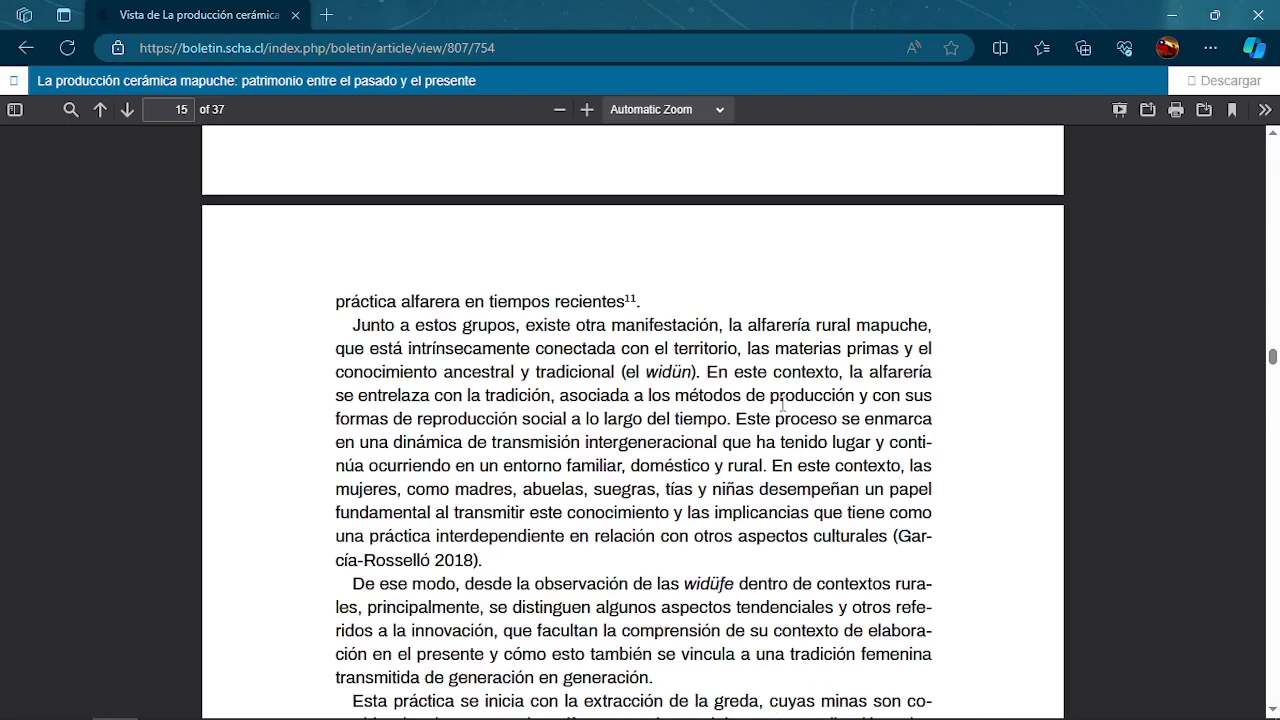 Vista de La producción cerámica
https://boletin.scha.cl/index.php/boletin/article/view/807/754
La producción cerámica mapuche: patrimonio entre el pasado y el presente
Descargar
15 of 37
Automatic Zoom
práctica alfarera en tiempos recientes¹¹.
Junto a estos grupos, existe otra manifestación, la alfarería rural mapuche,
que está intrínsecamente conectada con el territorio, las materias primas y el
conocimiento ancestral y tradicional (el widün). En este contexto, la alfarería
se entrelaza con la tradición, asociada a los métodos de producción y con sus
formas de reproducción social a lo largo del tiempo. Este proceso se enmarca
en una dinámica de transmisión intergeneracional que ha tenido lugar y conti-
núa ocurriendo en un entorno familiar, doméstico y rural. En este contexto, las
mujeres, como madres, abuelas, suegras, tías y niñas desempeñan un papel
fundamental al transmitir este conocimiento y las implicancias que tiene como
una práctica interdependiente en relación con otros aspectos culturales (Gar-
cía-Rosselló 2018).
De ese modo, desde la observación de las widüfe dentro de contextos rura-
les, principalmente, se distinguen algunos aspectos tendenciales y otros refe-
ridos a la innovación, que facultan la comprensión de su contexto de elabora-
ción en el presente y cómo esto también se vincula a una tradición femenina
transmitida de generación en generación.
Esta práctica se inicia con la extracción de la greda, cuyas minas son co-